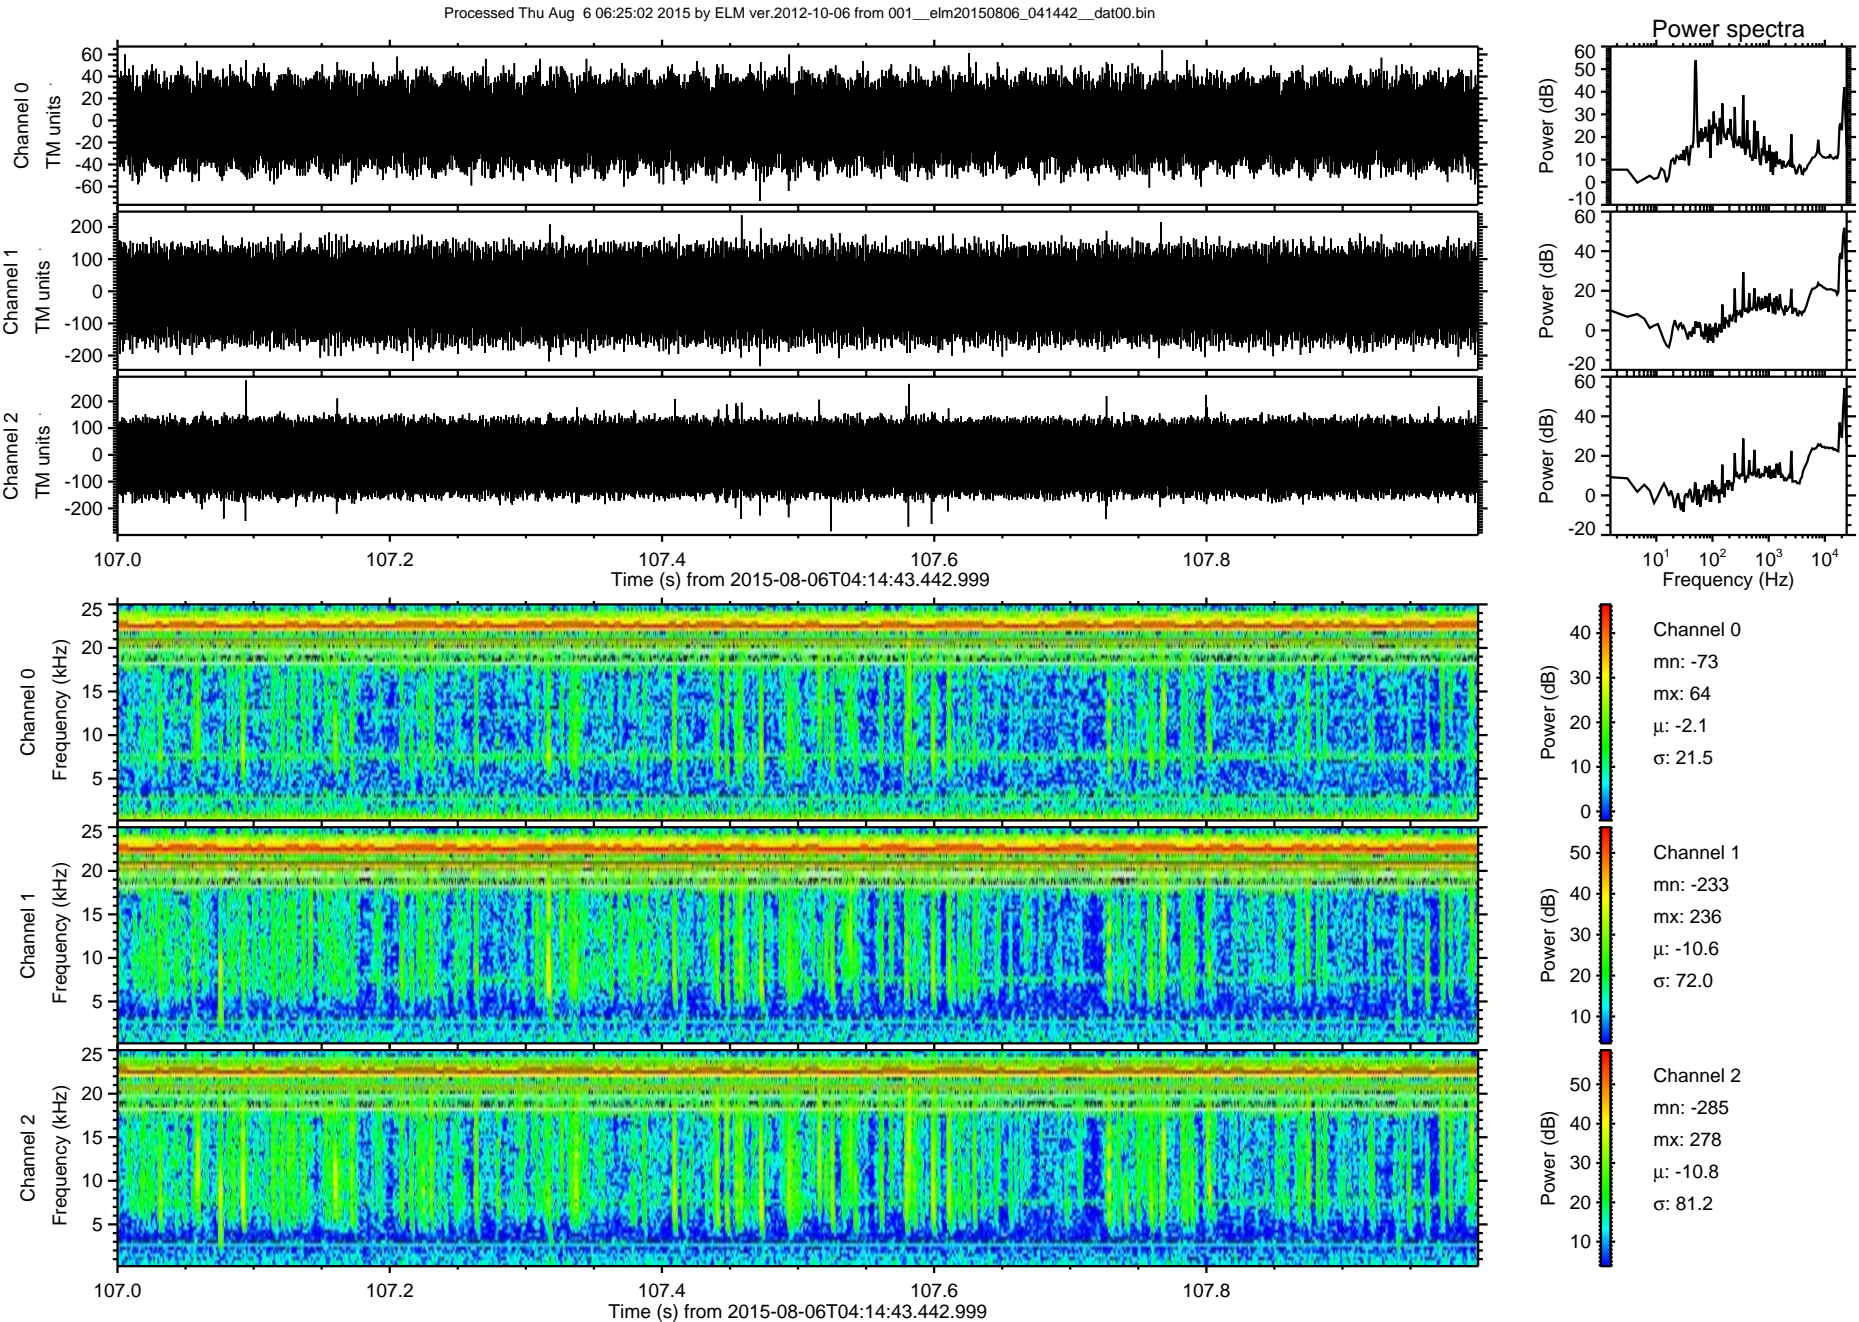 Processed Thu Aug  6 06:25:02 2015 by ELM ver.2012-10-06 from 001__elm20150806_041442__dat00.bin
Power spectra
Channel 0
TM units
60
40
20
0
-20
-40
-60
Power (dB)
60
50
40
30
20
10
0
-10
Channel 1
TM units
200
100
0
-100
-200
Power (dB)
60
40
20
0
-20
Channel 2
TM units
200
100
0
-100
-200
Power (dB)
60
40
20
0
-20
107.0 107.2 107.4 107.6 107.8
Time (s) from 2015-08-06T04:14:43.442.999
10^1 10^2 10^3 10^4
Frequency (Hz)
Channel 0
Frequency (kHz)
25
20
15
10
5
Power (dB)
40
30
20
10
0
Channel 0
mn: -73
mx: 64
μ: -2.1
σ: 21.5
Channel 1
Frequency (kHz)
25
20
15
10
5
Power (dB)
50
40
30
20
10
Channel 1
mn: -233
mx: 236
μ: -10.6
σ: 72.0
Channel 2
Frequency (kHz)
25
20
15
10
5
Power (dB)
50
40
30
20
10
Channel 2
mn: -285
mx: 278
μ: -10.8
σ: 81.2
107.0 107.2 107.4 107.6 107.8
Time (s) from 2015-08-06T04:14:43.442.999